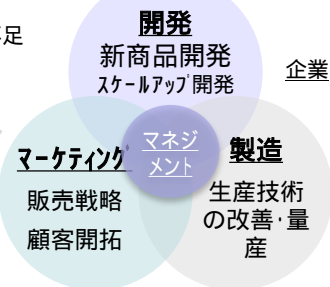 開発
新商品開発
ｽｹｰﾙｱｯﾌﾟ開発
足
企業
マネジ
メント
ﾏｰｹﾃｨﾝｸﾞ
販売戦略
顧客開拓
製造
生産技術
の改善･量
産